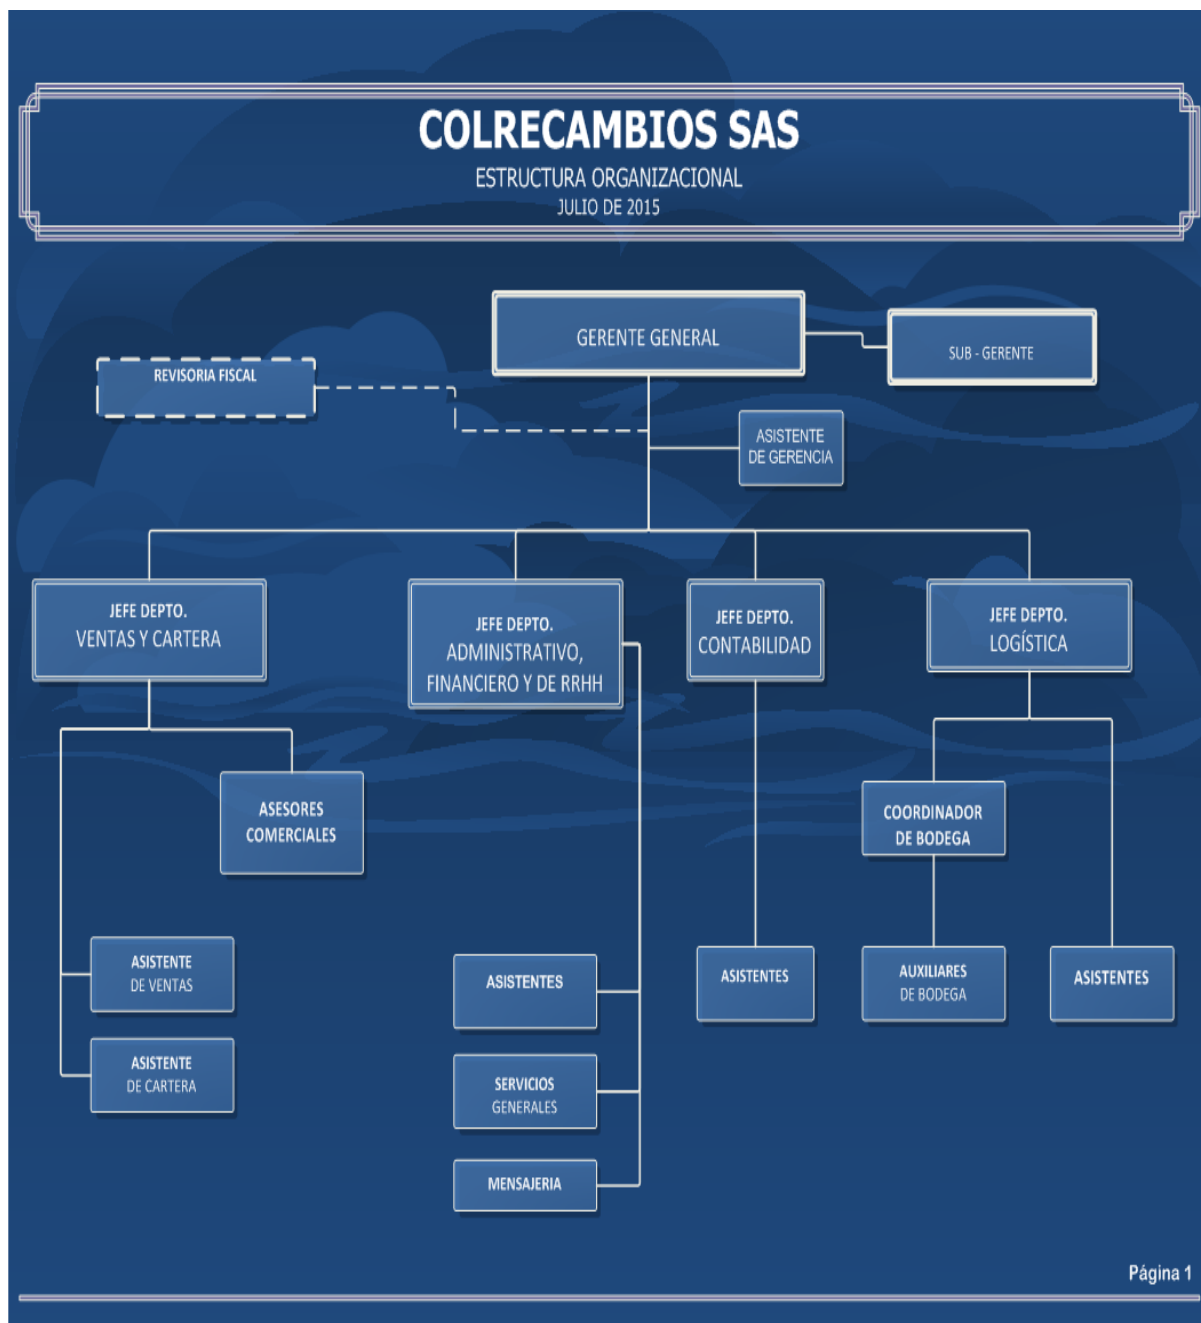 COLRECAMBIOS SAS
ESTRUCTURA ORGANIZACIONAL
JULIO DE 2015
GERENTE GENERAL
SUB - GERENTE
REVISORIA FISCAL
ASISTENTE
DE GERENCIA
JEFE DEPTO.
VENTAS Y CARTERA
JEFE DEPTO.
ADMINISTRATIVO,
FINANCIERO Y DE RRHH
JEFE DEPTO.
CONTABILIDAD
JEFE DEPTO.
LOGÍSTICA
ASESORES
COMERCIALES
COORDINADOR
DE BODEGA
ASISTENTE
DE VENTAS
ASISTENTES
ASISTENTES
AUXILIARES
DE BODEGA
ASISTENTES
ASISTENTE
DE CARTERA
SERVICIOS
GENERALES
MENSAJERIA
Página 1